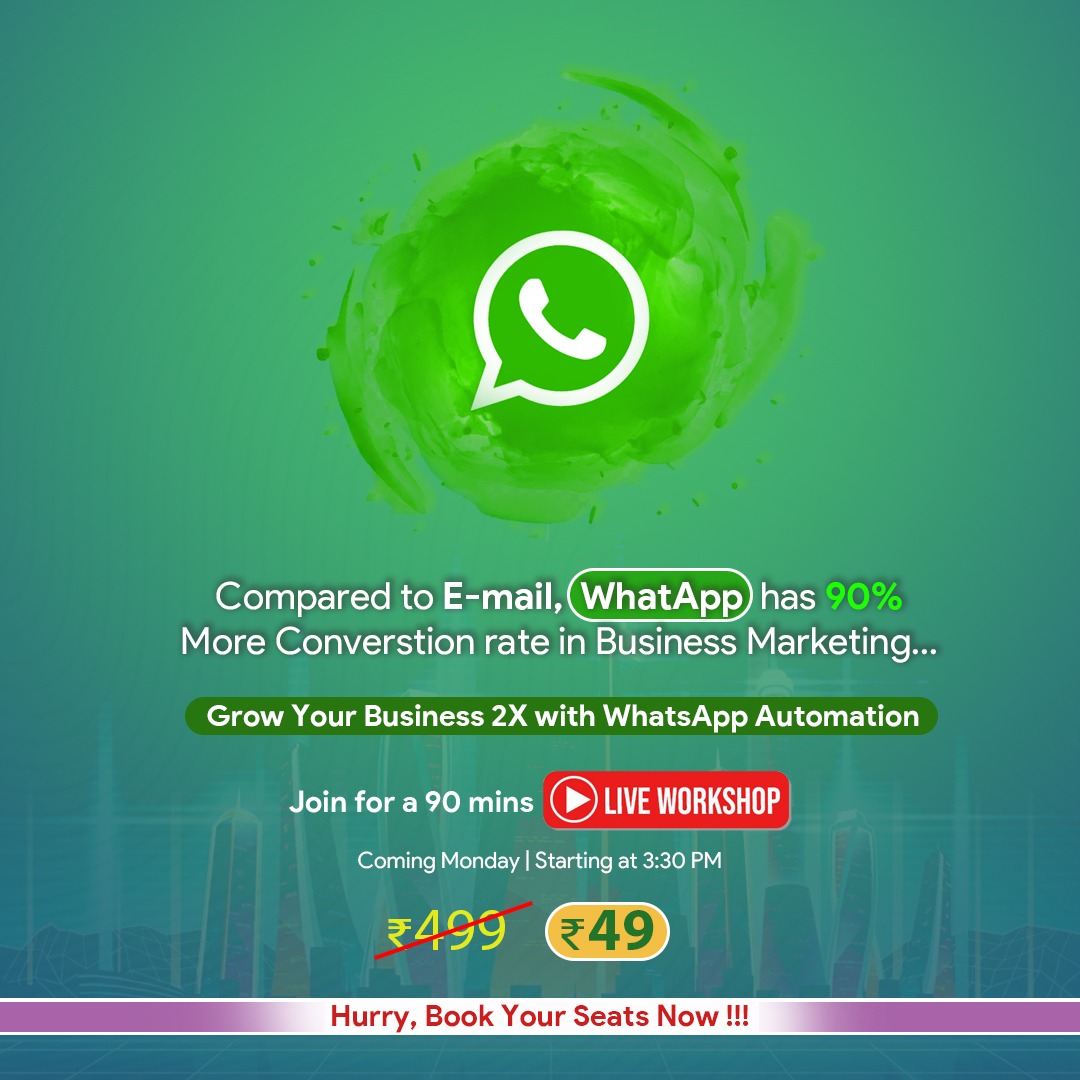 Compared to E-mail, WhatApp has 90%
More Converstion rate in Business Marketing...
Grow Your Business 2X with WhatsApp Automation
Join for a 90 mins LIVE WORKSHOP
Coming Monday | Starting at 3:30 PM
₹499 ₹49
Hurry, Book Your Seats Now !!!